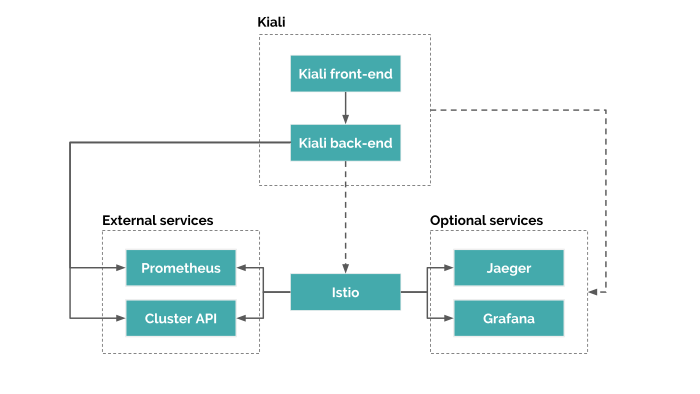 Kiali
Kiali front-end
Kiali back-end
External services
Optional services
Prometheus
Jaeger
Istio
Cluster API
Grafana